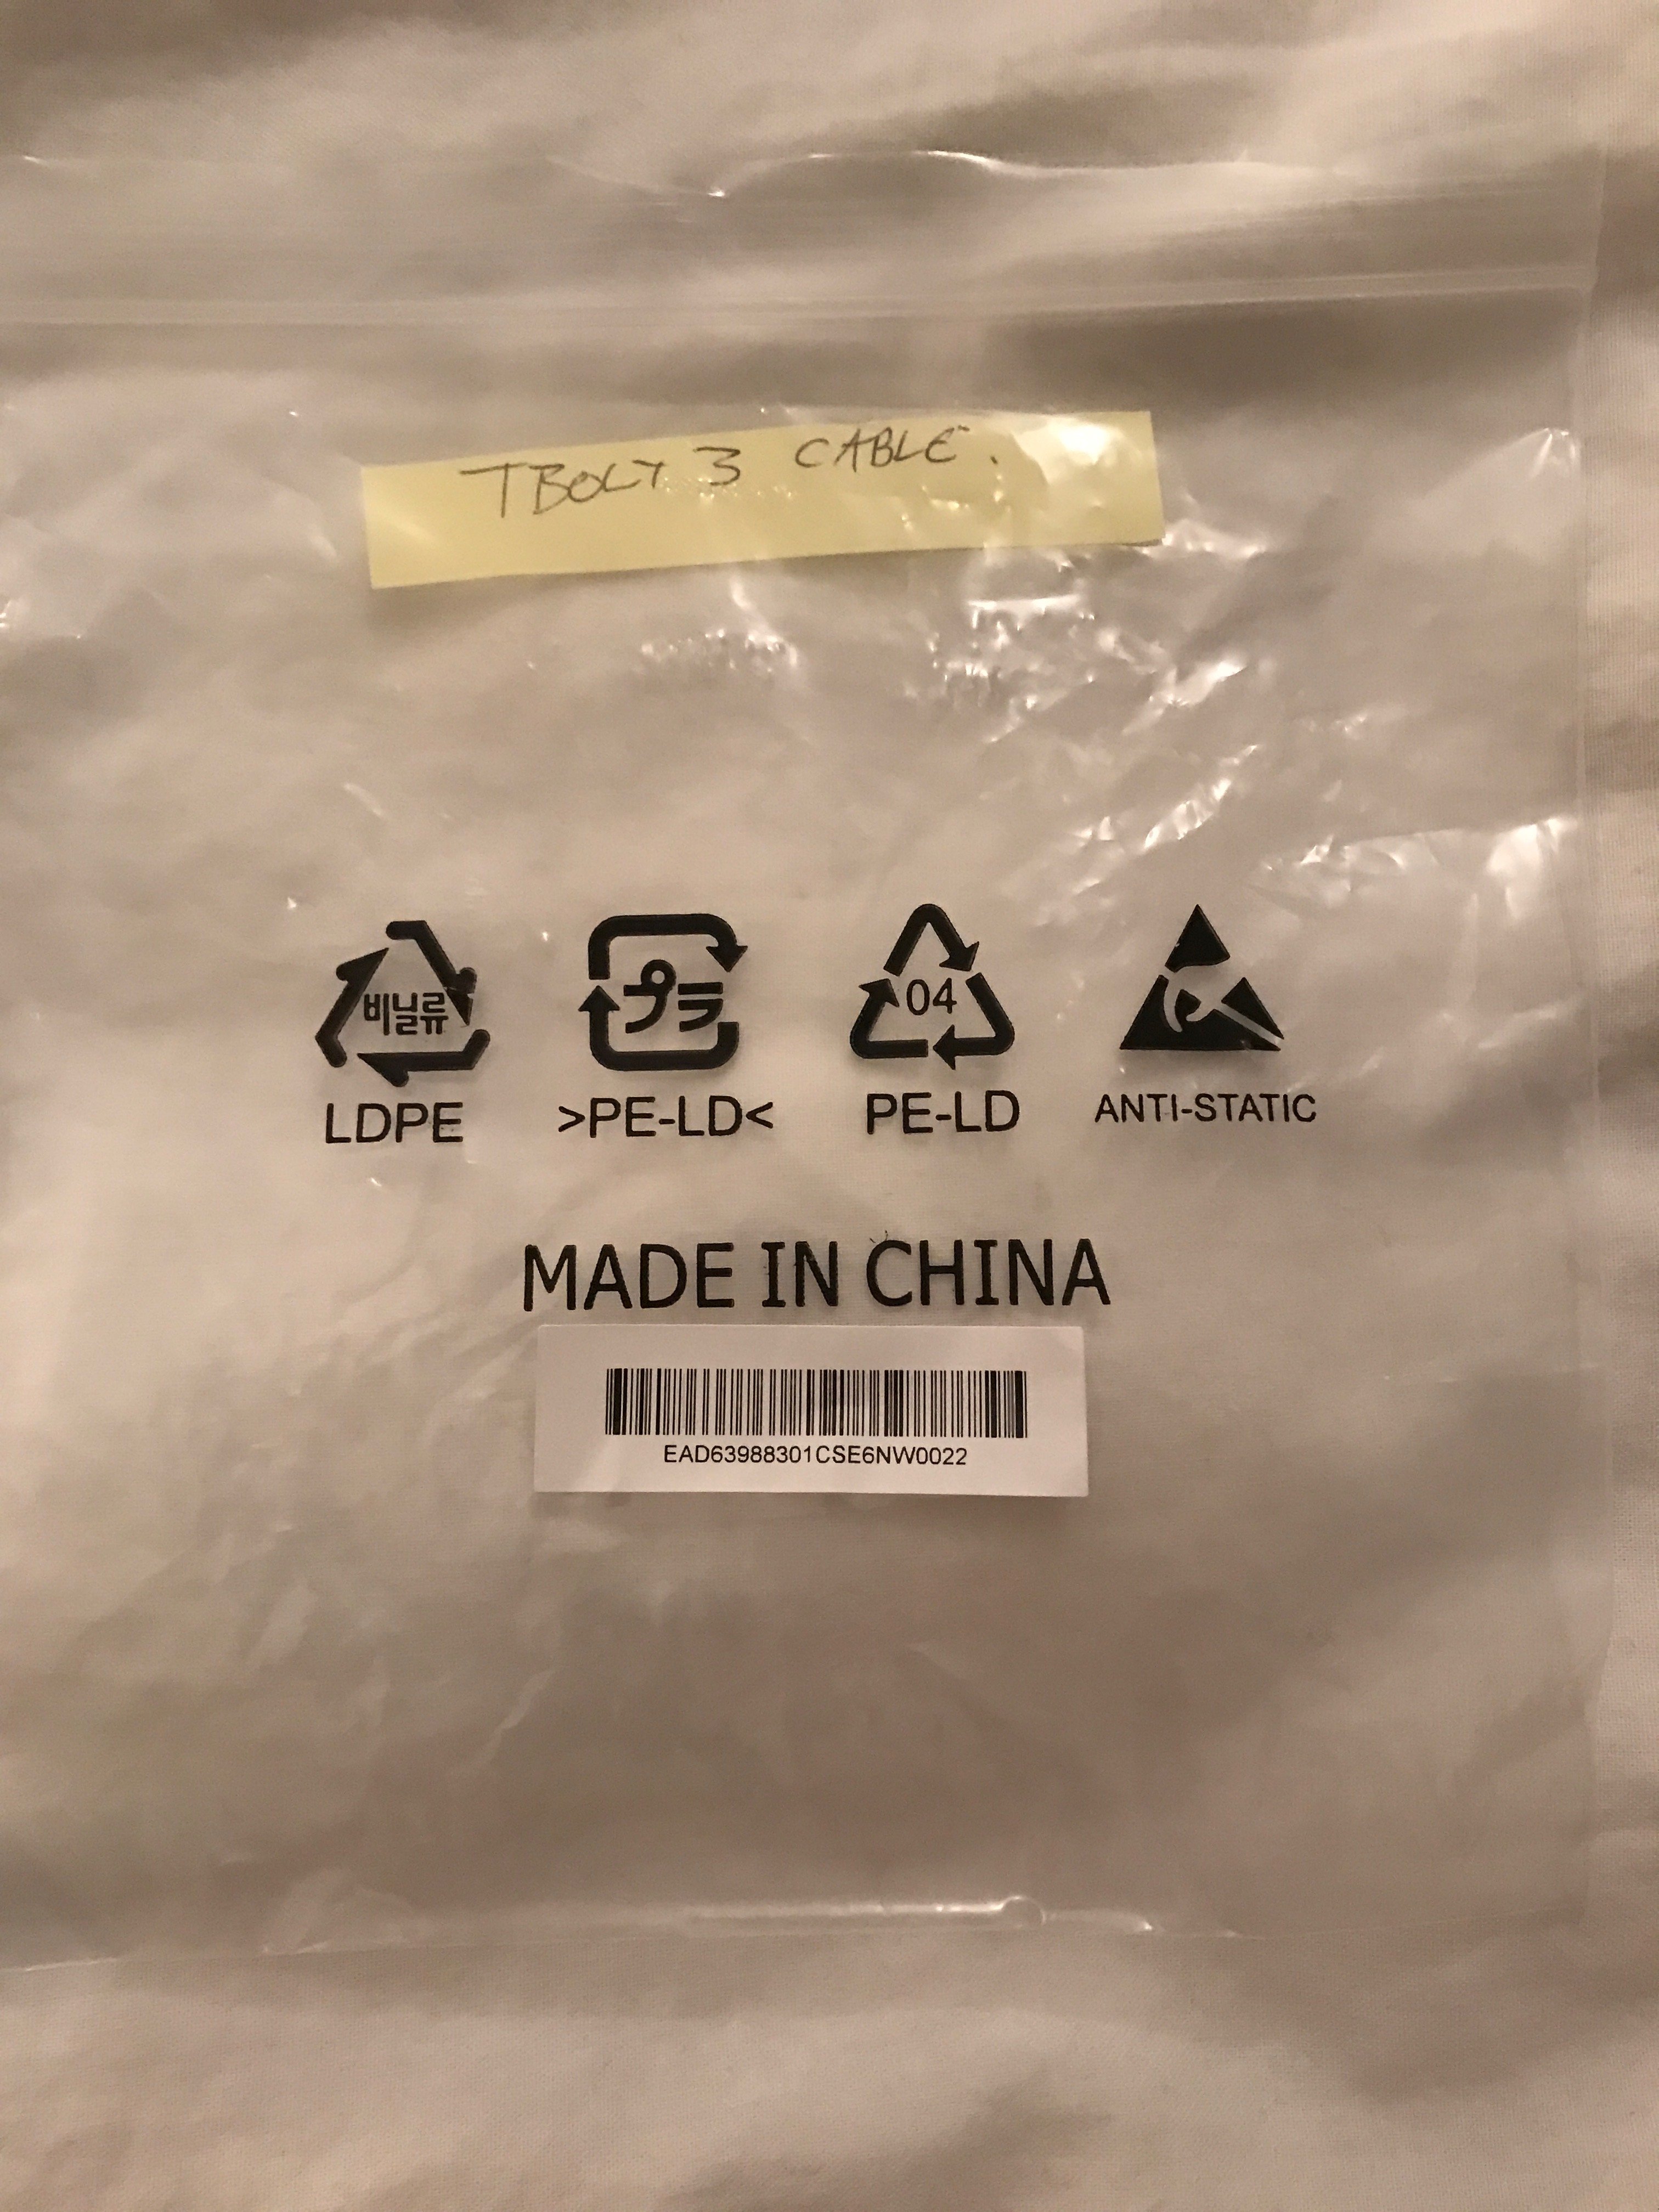 TBOLT 3 CABLE.
비닐류 プラ 04
LDPE >PE-LD< PE-LD ANTI-STATIC
MADE IN CHINA
EAD63988301CSE6NW0022